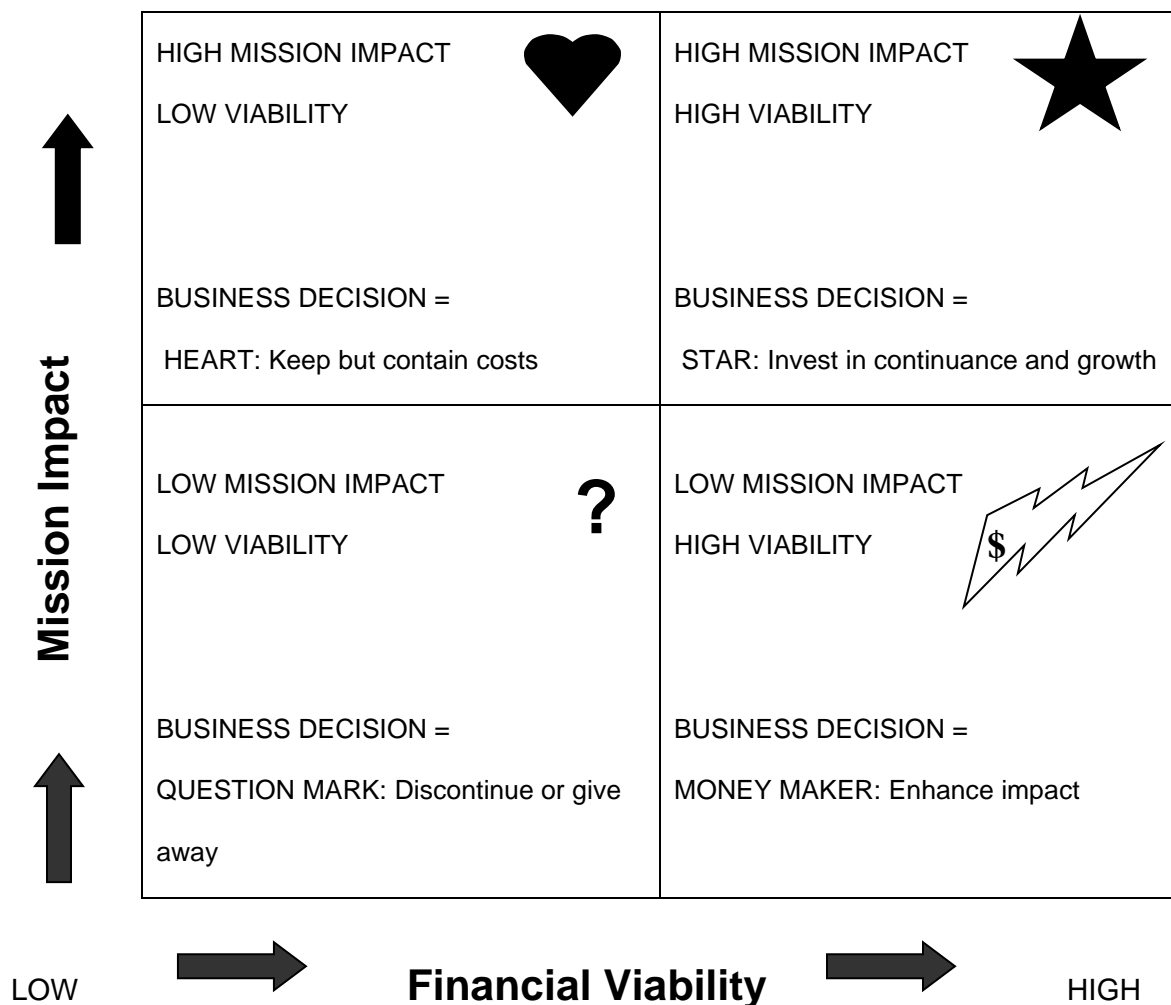 HIGH MISSION IMPACT
LOW VIABILITY
BUSINESS DECISION =
HEART: Keep but contain costs
HIGH MISSION IMPACT
HIGH VIABILITY
BUSINESS DECISION =
STAR: Invest in continuance and growth
Mission Impact
LOW MISSION IMPACT
LOW VIABILITY
?
BUSINESS DECISION =
QUESTION MARK: Discontinue or give
away
LOW MISSION IMPACT
HIGH VIABILITY
$
BUSINESS DECISION =
MONEY MAKER: Enhance impact
LOW
Financial Viability
HIGH